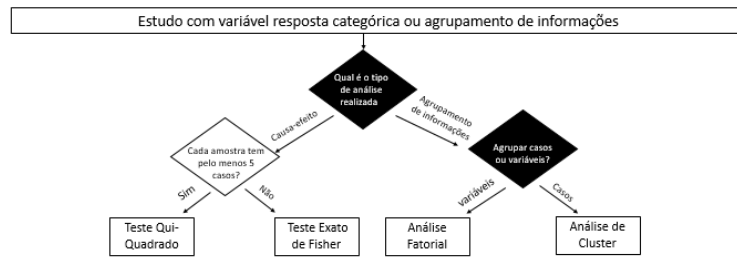 Estudo com variável resposta categórica ou agrupamento de informações
Qual é o tipo
de análise
realizada
Causa-efeito
Agrupamento
de informações
Cada amostra tem
pelo menos 5
casos?
Agrupar casos
ou variáveis?
Sim
Não
variáveis
Casos
Teste Qui-
Quadrado
Teste Exato
de Fisher
Análise
Fatorial
Análise de
Cluster